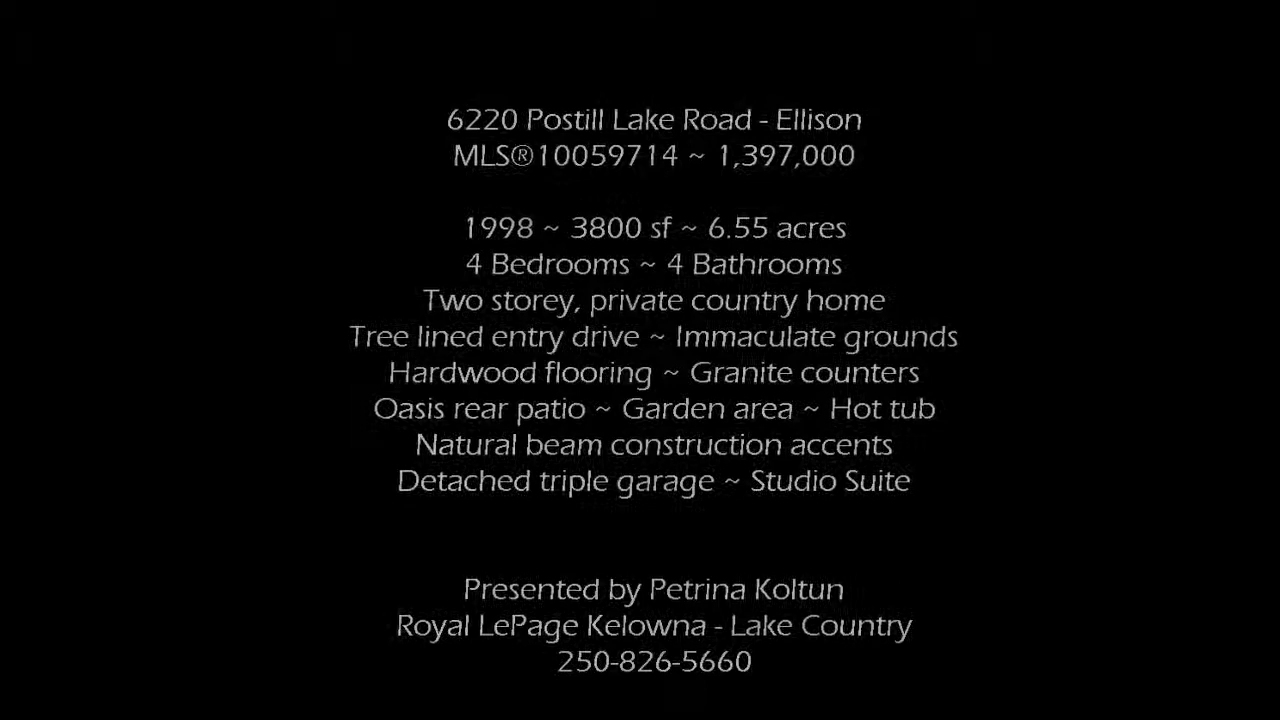 6220 Postill Lake Road - Ellison
MLS®10059714 ~ 1,397,000
1998 ~ 3800 sf ~ 6.55 acres
4 Bedrooms ~ 4 Bathrooms
Two storey, private country home
Tree lined entry drive ~ Immaculate grounds
Hardwood flooring ~ Granite counters
Oasis rear patio ~ Garden area ~ Hot tub
Natural beam construction accents
Detached triple garage ~ Studio Suite
Presented by Petrina Koltun
Royal LePage Kelowna - Lake Country
250-826-5660